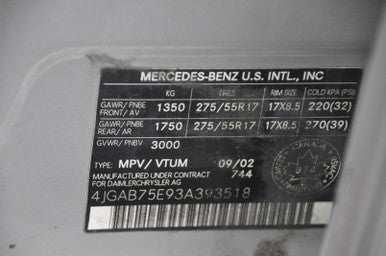 MERCEDES-BENZ U.S. INTL., INC
KG TIRES RIM SIZE COLD KPA (PSI)
GAWR/PNBE FRONT/AV 1350 275/55R17 17X8.5 220(32)
GAWR/PNBE REAR/AR 1750 275/55R17 17X8.5 270(39)
GVWR/PNBV 3000
TYPE: MPV/VTUM 09/02
MANUFACTURED UNDER CONTRACT 744
FOR DAIMLERCHRYSLER AG
4JGAB75E93A393518
CANADA
974